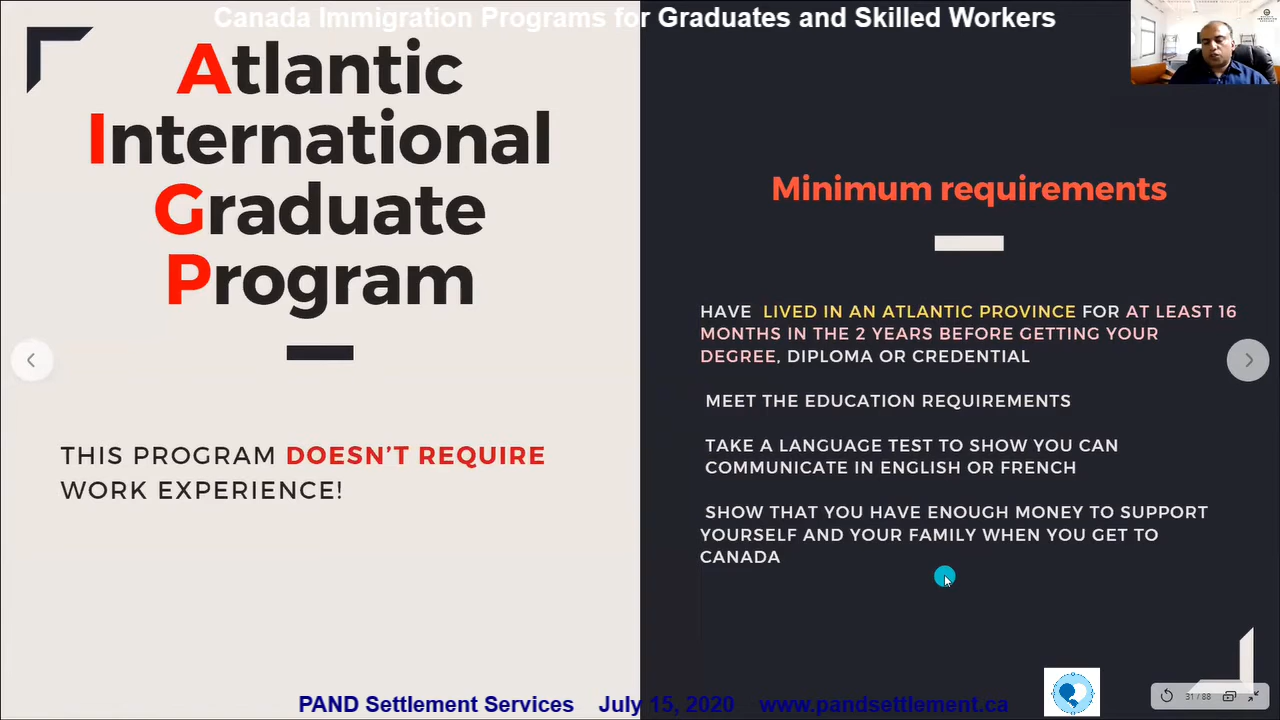 Canada Immigration Programs for Graduates and Skilled Workers
Atlantic
International
Graduate
Program
THIS PROGRAM DOESN'T REQUIRE
WORK EXPERIENCE!
Minimum requirements
HAVE LIVED IN AN ATLANTIC PROVINCE FOR AT LEAST 16
MONTHS IN THE 2 YEARS BEFORE GETTING YOUR
DEGREE, DIPLOMA OR CREDENTIAL
MEET THE EDUCATION REQUIREMENTS
TAKE A LANGUAGE TEST TO SHOW YOU CAN
COMMUNICATE IN ENGLISH OR FRENCH
SHOW THAT YOU HAVE ENOUGH MONEY TO SUPPORT
YOURSELF AND YOUR FAMILY WHEN YOU GET TO
CANADA
31 / 88
PAND Settlement Services July 15, 2020 www.pandsettlement.ca